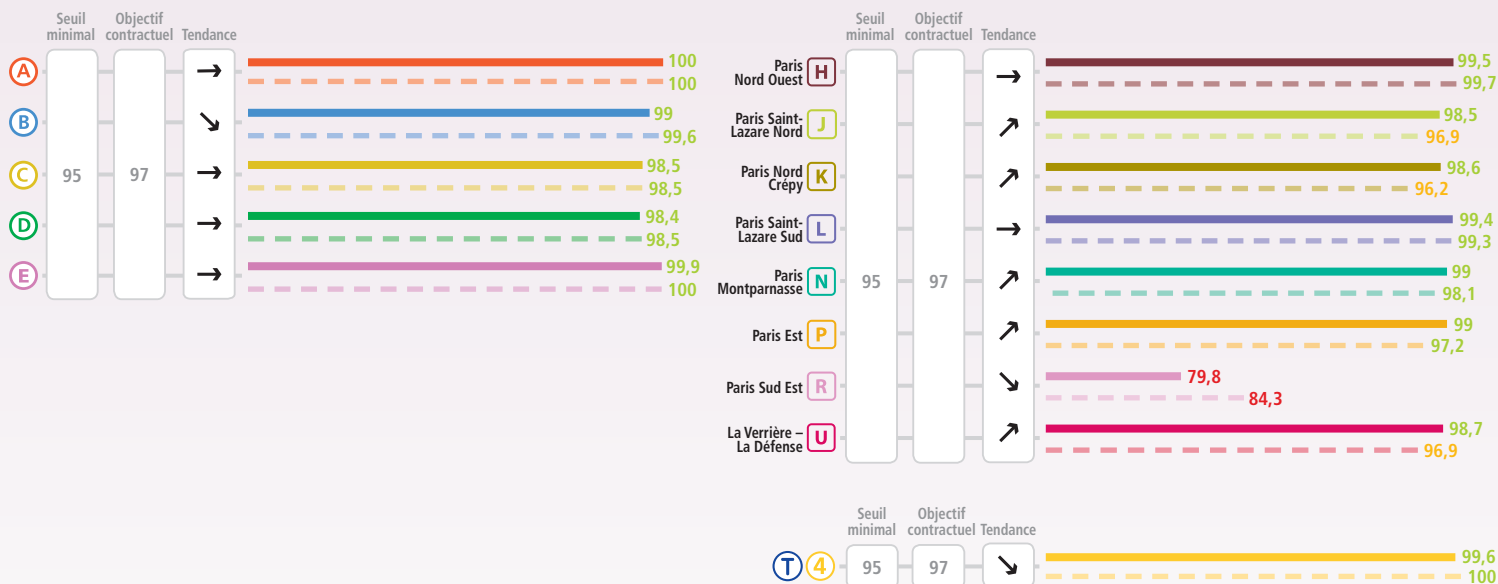 Seuil minimal
Objectif contractuel
Tendance
A
95
97
100
100
B
99
99,6
C
98,5
98,5
D
98,4
98,5
E
99,9
100
Seuil minimal
Objectif contractuel
Tendance
Paris
Nord Ouest
H
99,5
99,7
Paris Saint-
Lazare Nord
J
98,5
96,9
Paris Nord
Crépy
K
98,6
96,2
Paris Saint-
Lazare Sud
L
99,4
99,3
Paris
Montparnasse
N
95
97
99
98,1
Paris Est
P
99
97,2
Paris Sud Est
R
79,8
84,3
La Verrière –
La Défense
U
98,7
96,9
Seuil minimal
Objectif contractuel
Tendance
T
4
95
97
99,6
100